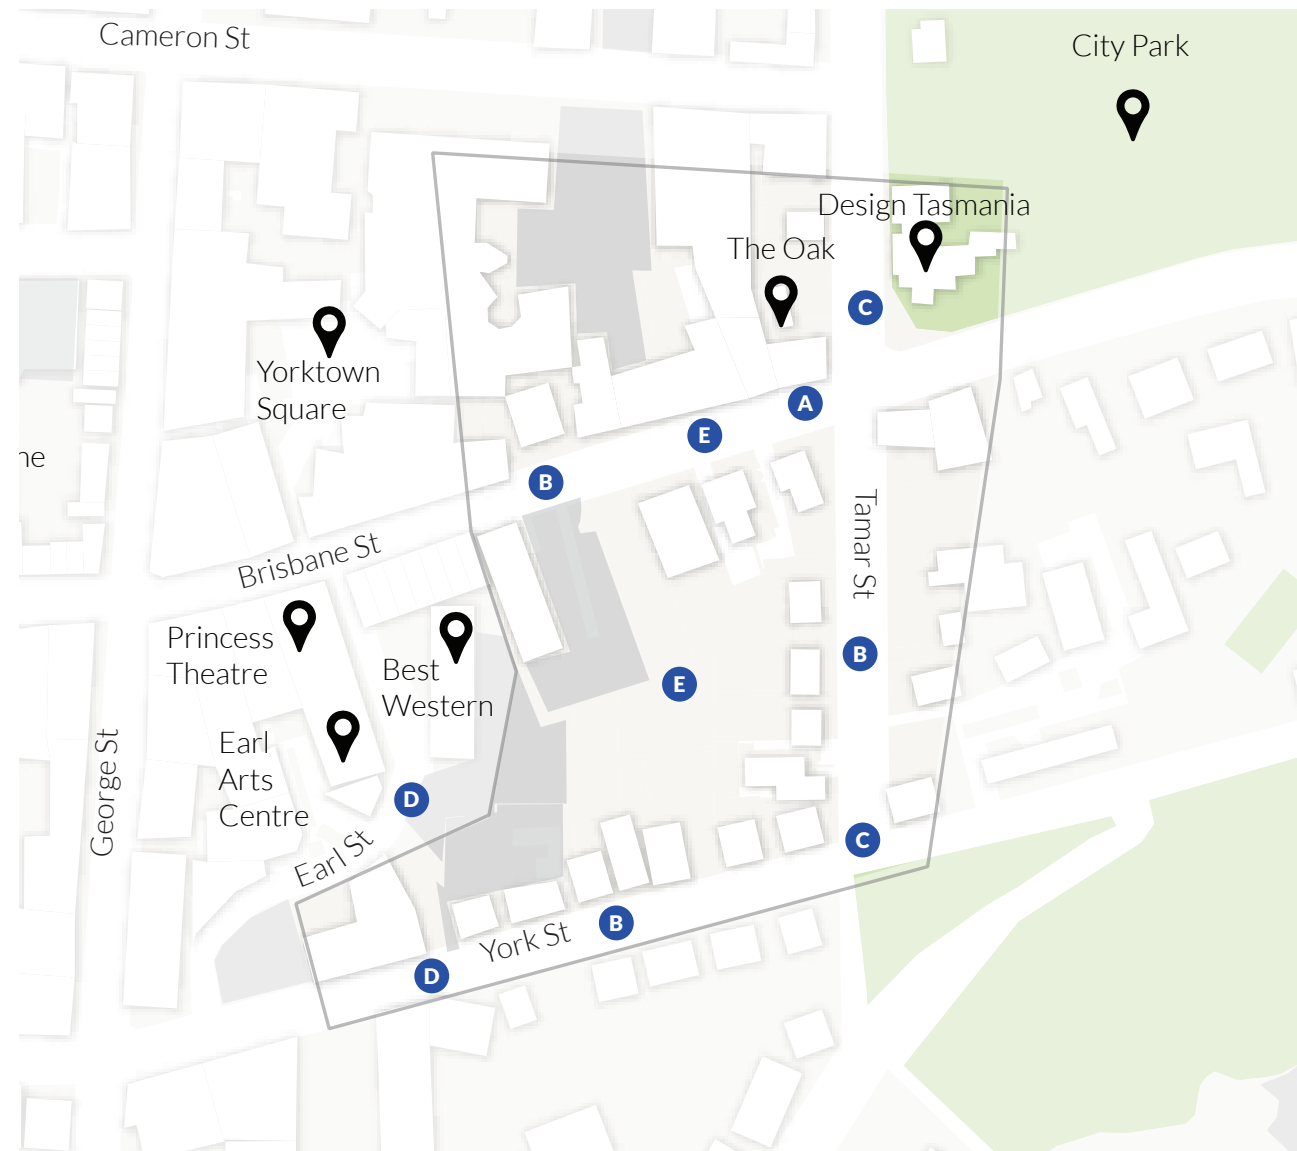 Cameron St
City Park
Design Tasmania
The Oak
C
Yorktown
Square
A
E
B
ne
Tamar St
Brisbane St
Princess
Theatre
Best
Western
B
E
Earl
Arts
Centre
George St
D
C
Earl St
B
York St
D